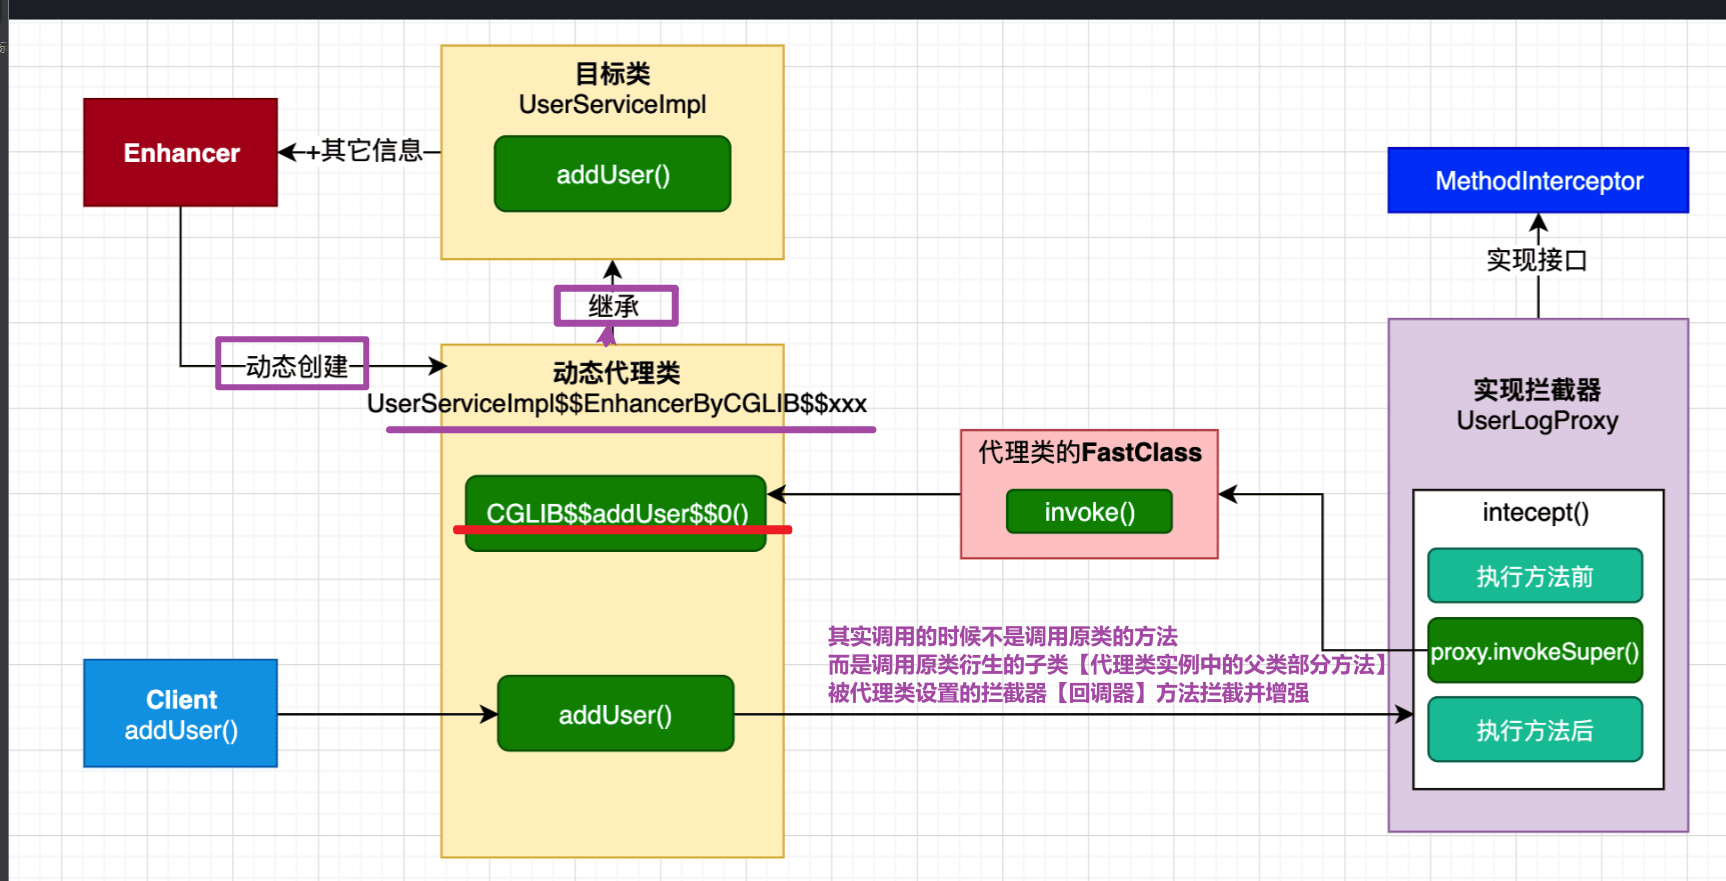 目标类
UserServiceImpl
addUser()
Enhancer
+其它信息
MethodInterceptor
实现接口
继承
动态创建
动态代理类
UserServiceImpl$$EnhancerByCGLIB$$xxx
实现拦截器
UserLogProxy
代理类的FastClass
invoke()
CGLIB$$addUser$$0()
intecept()
执行方法前
其实调用的时候不是调用原类的方法
而是调用原类衍生的子类【代理类实例中的父类部分方法】
被代理类设置的拦截器【回调器】方法拦截并增强
proxy.invokeSuper()
Client
addUser()
addUser()
执行方法后